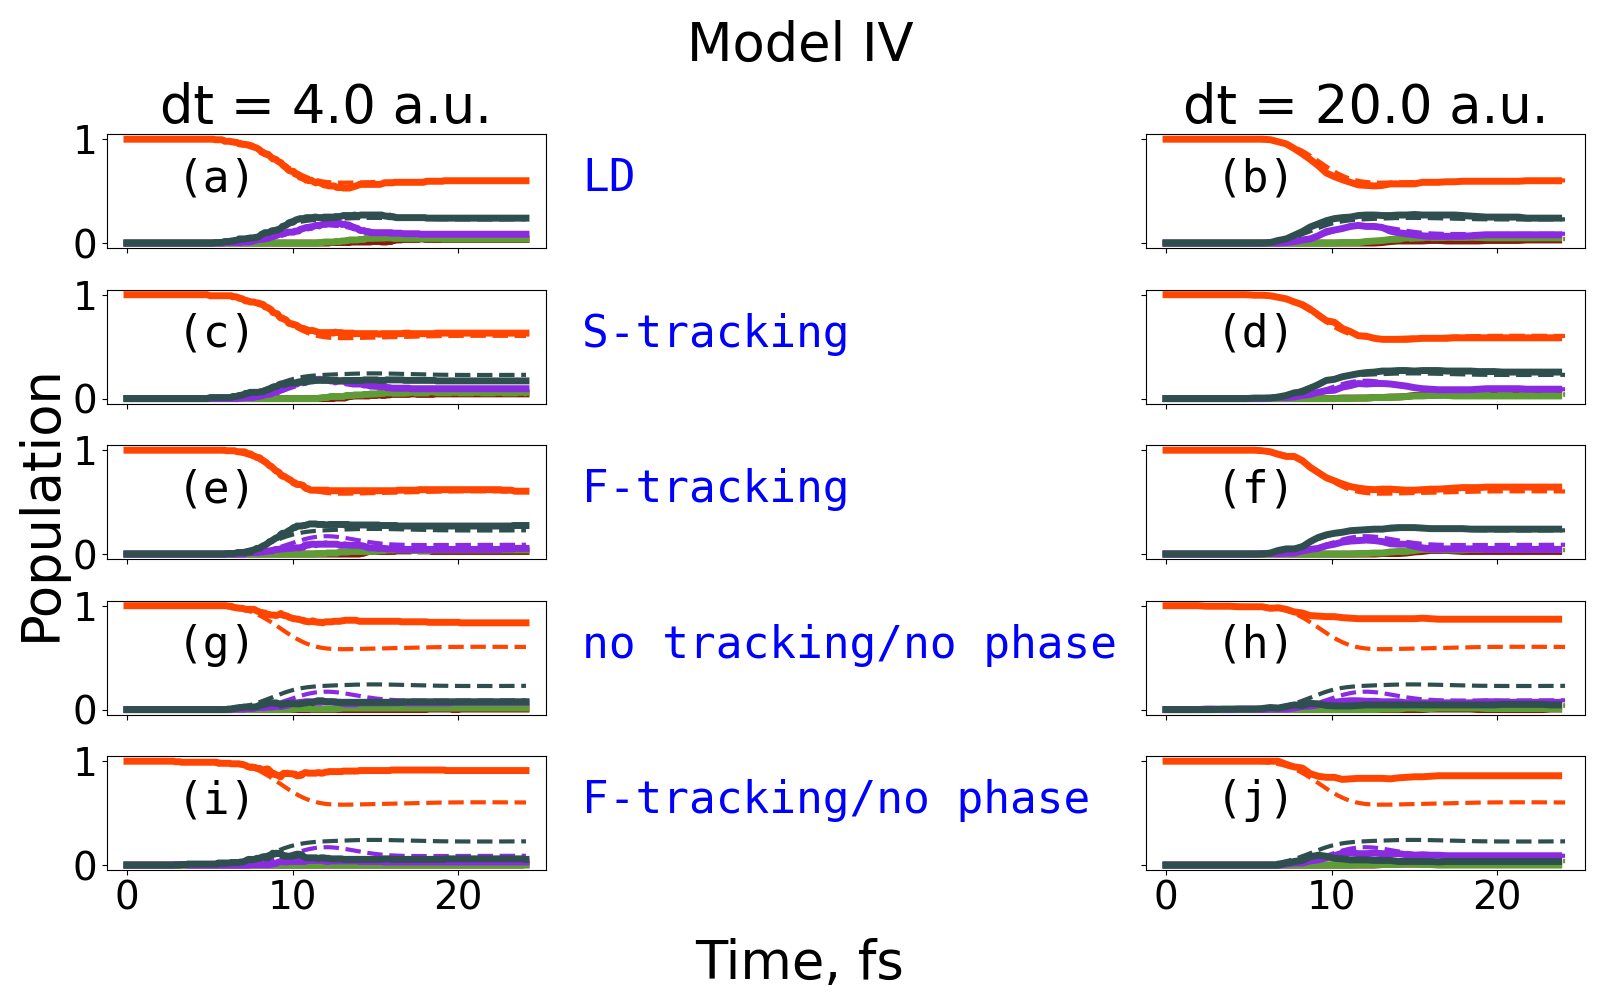 Model IV
dt = 4.0 a.u.
dt = 20.0 a.u.
1
0
(a)
LD
(b)
1
0
(c)
S-tracking
(d)
1
0
(e)
F-tracking
(f)
1
0
(g)
no tracking/no phase
(h)
1
0
(i)
F-tracking/no phase
(j)
0 10 20
0 10 20
Population
Time, fs